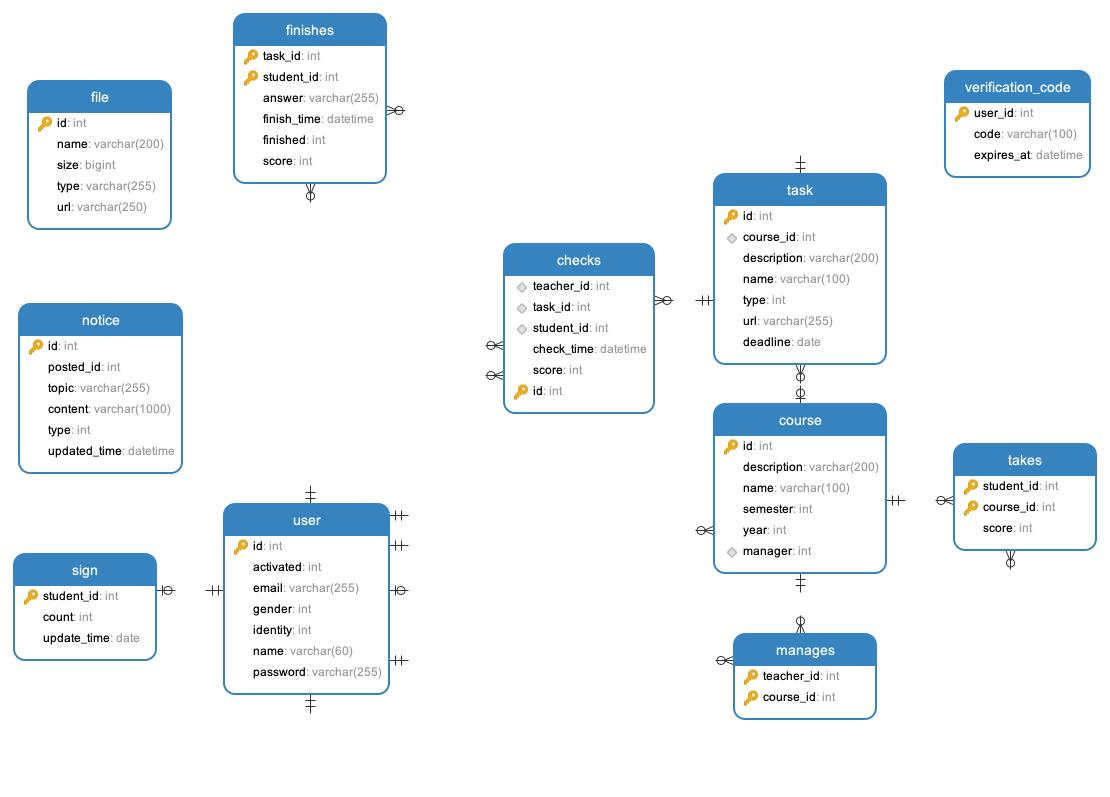 finishes
task_id: int
student_id: int
answer: varchar(255)
finish_time: datetime
finished: int
score: int
file
id: int
name: varchar(200)
size: bigint
type: varchar(255)
url: varchar(250)
verification_code
user_id: int
code: varchar(100)
expires_at: datetime
task
id: int
course_id: int
description: varchar(200)
name: varchar(100)
type: int
url: varchar(255)
deadline: date
checks
teacher_id: int
task_id: int
student_id: int
check_time: datetime
score: int
id: int
notice
id: int
posted_id: int
topic: varchar(255)
content: varchar(1000)
type: int
updated_time: datetime
course
id: int
description: varchar(200)
name: varchar(100)
semester: int
year: int
manager: int
takes
student_id: int
course_id: int
score: int
user
id: int
activated: int
email: varchar(255)
gender: int
identity: int
name: varchar(60)
password: varchar(255)
sign
student_id: int
count: int
update_time: date
manages
teacher_id: int
course_id: int